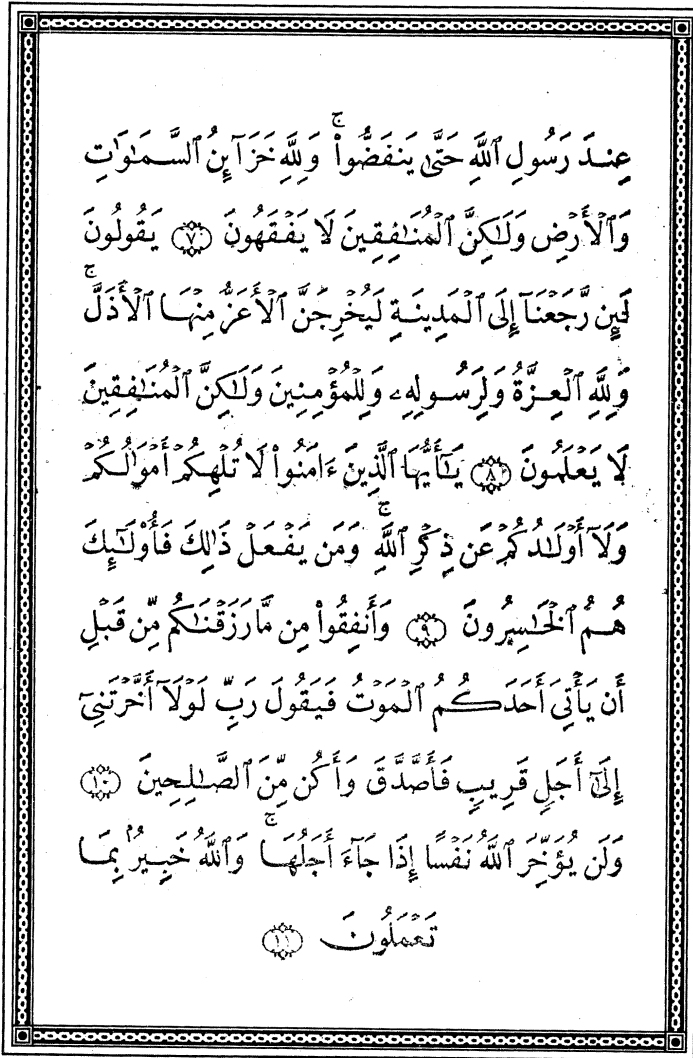 عِندَ رَسُولِ ٱللَّهِ حَتَّىٰ يَنفَضُّوا۟ ۚ وَلِلَّهِ خَزَآئِنُ ٱلسَّمَٰوَٰتِ
وَٱلْأَرْضِ وَلَٰكِنَّ ٱلْمُنَٰفِقِينَ لَا يَفْقَهُونَ ﴿٧﴾ يَقُولُونَ
لَئِن رَّجَعْنَآ إِلَى ٱلْمَدِينَةِ لَيُخْرِجَنَّ ٱلْأَعَزُّ مِنْهَا ٱلْأَذَلَّ ۚ
وَلِلَّهِ ٱلْعِزَّةُ وَلِرَسُولِهِۦ وَلِلْمُؤْمِنِينَ وَلَٰكِنَّ ٱلْمُنَٰفِقِينَ
لَا يَعْلَمُونَ ﴿٨﴾ يَٰٓأَيُّهَا ٱلَّذِينَ ءَامَنُوا۟ لَا تُلْهِكُمْ أَمْوَٰلُكُمْ
وَلَآ أَوْلَٰدُكُمْ عَن ذِكْرِ ٱللَّهِ ۚ وَمَن يَفْعَلْ ذَٰلِكَ فَأُو۟لَٰٓئِكَ
هُمُ ٱلْخَٰسِرُونَ ﴿٩﴾ وَأَنفِقُوا۟ مِن مَّا رَزَقْنَٰكُم مِّن قَبْلِ
أَن يَأْتِىَ أَحَدَكُمُ ٱلْمَوْتُ فَيَقُولَ رَبِّ لَوْلَآ أَخَّرْتَنِىٓ
إِلَىٰٓ أَجَلٍ قَرِيبٍ فَأَصَّدَّقَ وَأَكُن مِّنَ ٱلصَّٰلِحِينَ ﴿١٠﴾
وَلَن يُؤَخِّرَ ٱللَّهُ نَفْسًا إِذَا جَآءَ أَجَلُهَا ۚ وَٱللَّهُ خَبِيرٌۢ بِمَا
تَعْمَلُونَ ﴿١١﴾